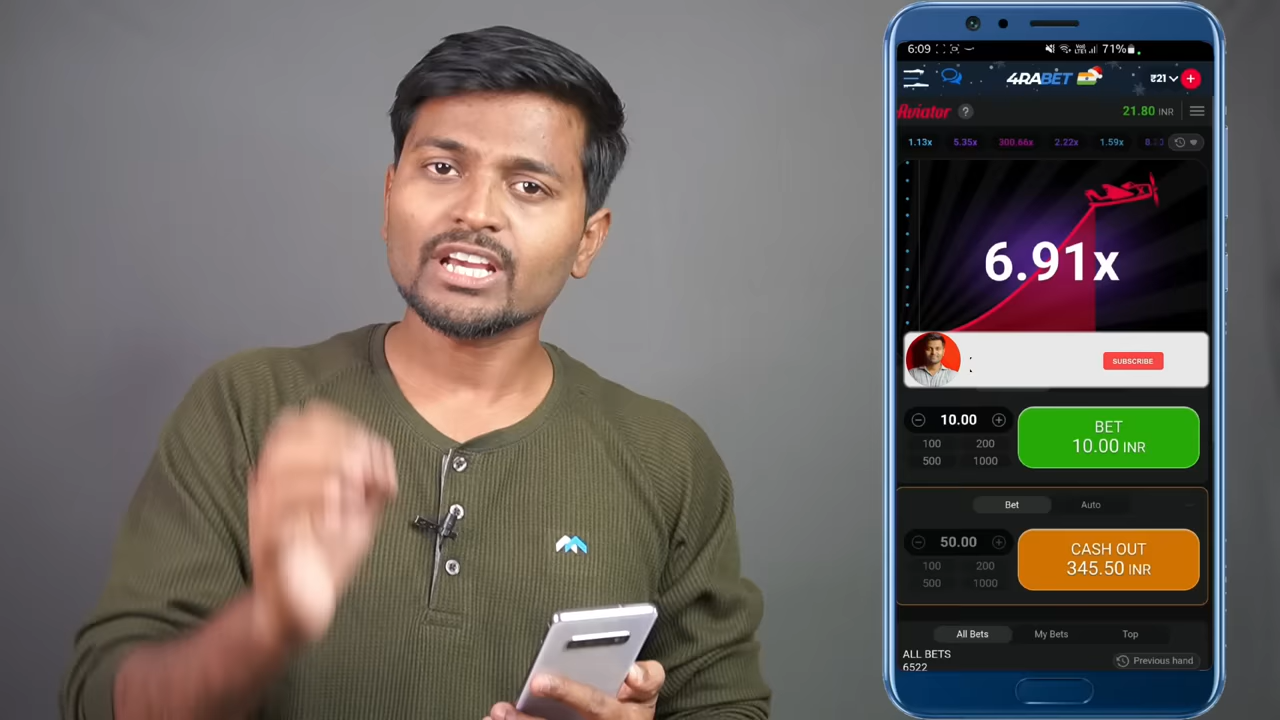 6:09
71%
4RABET
₹21
Aviator ?
21.80 INR
1.13x 5.35x 300.66x 2.22x 1.59x
6.91x
SUBSCRIBE
10.00
100 200
500 1000
BET
10.00 INR
Bet Auto
50.00
100 200
500 1000
CASH OUT
345.50 INR
All Bets My Bets Top
ALL BETS
6522
Previous hand